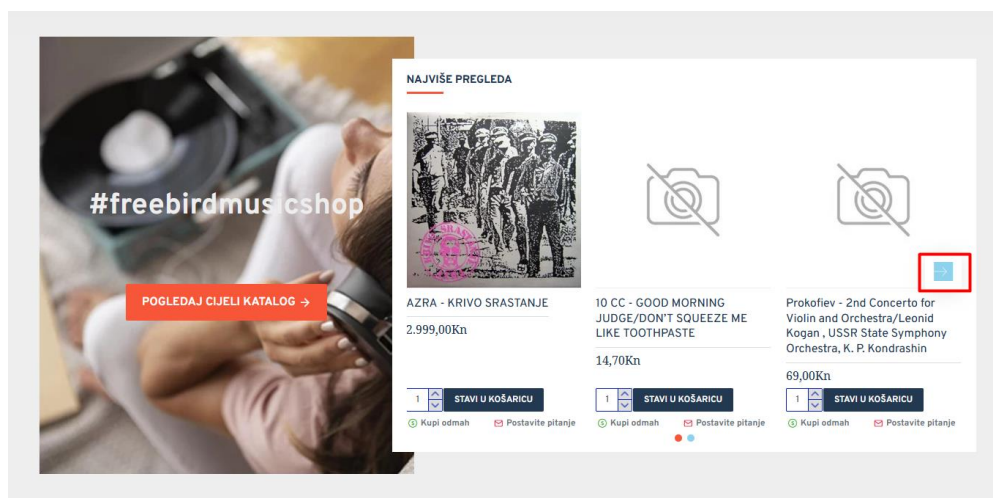 #freebirdmusicshop
POGLEDAJ CIJELI KATALOG →
NAJVIŠE PREGLEDA
AZRA - KRIVO SRASTANJE
2.999,00Kn
1
STAVI U KOŠARICU
Kupi odmah
Postavite pitanje
10 CC - GOOD MORNING
JUDGE/DON'T SQUEEZE ME
LIKE TOOTHPASTE
14,70Kn
1
STAVI U KOŠARICU
Kupi odmah
Postavite pitanje
Prokofiev - 2nd Concerto for
Violin and Orchestra/Leonid
Kogan , USSR State Symphony
Orchestra, K. P. Kondrashin
69,00Kn
1
STAVI U KOŠARICU
Kupi odmah
Postavite pitanje